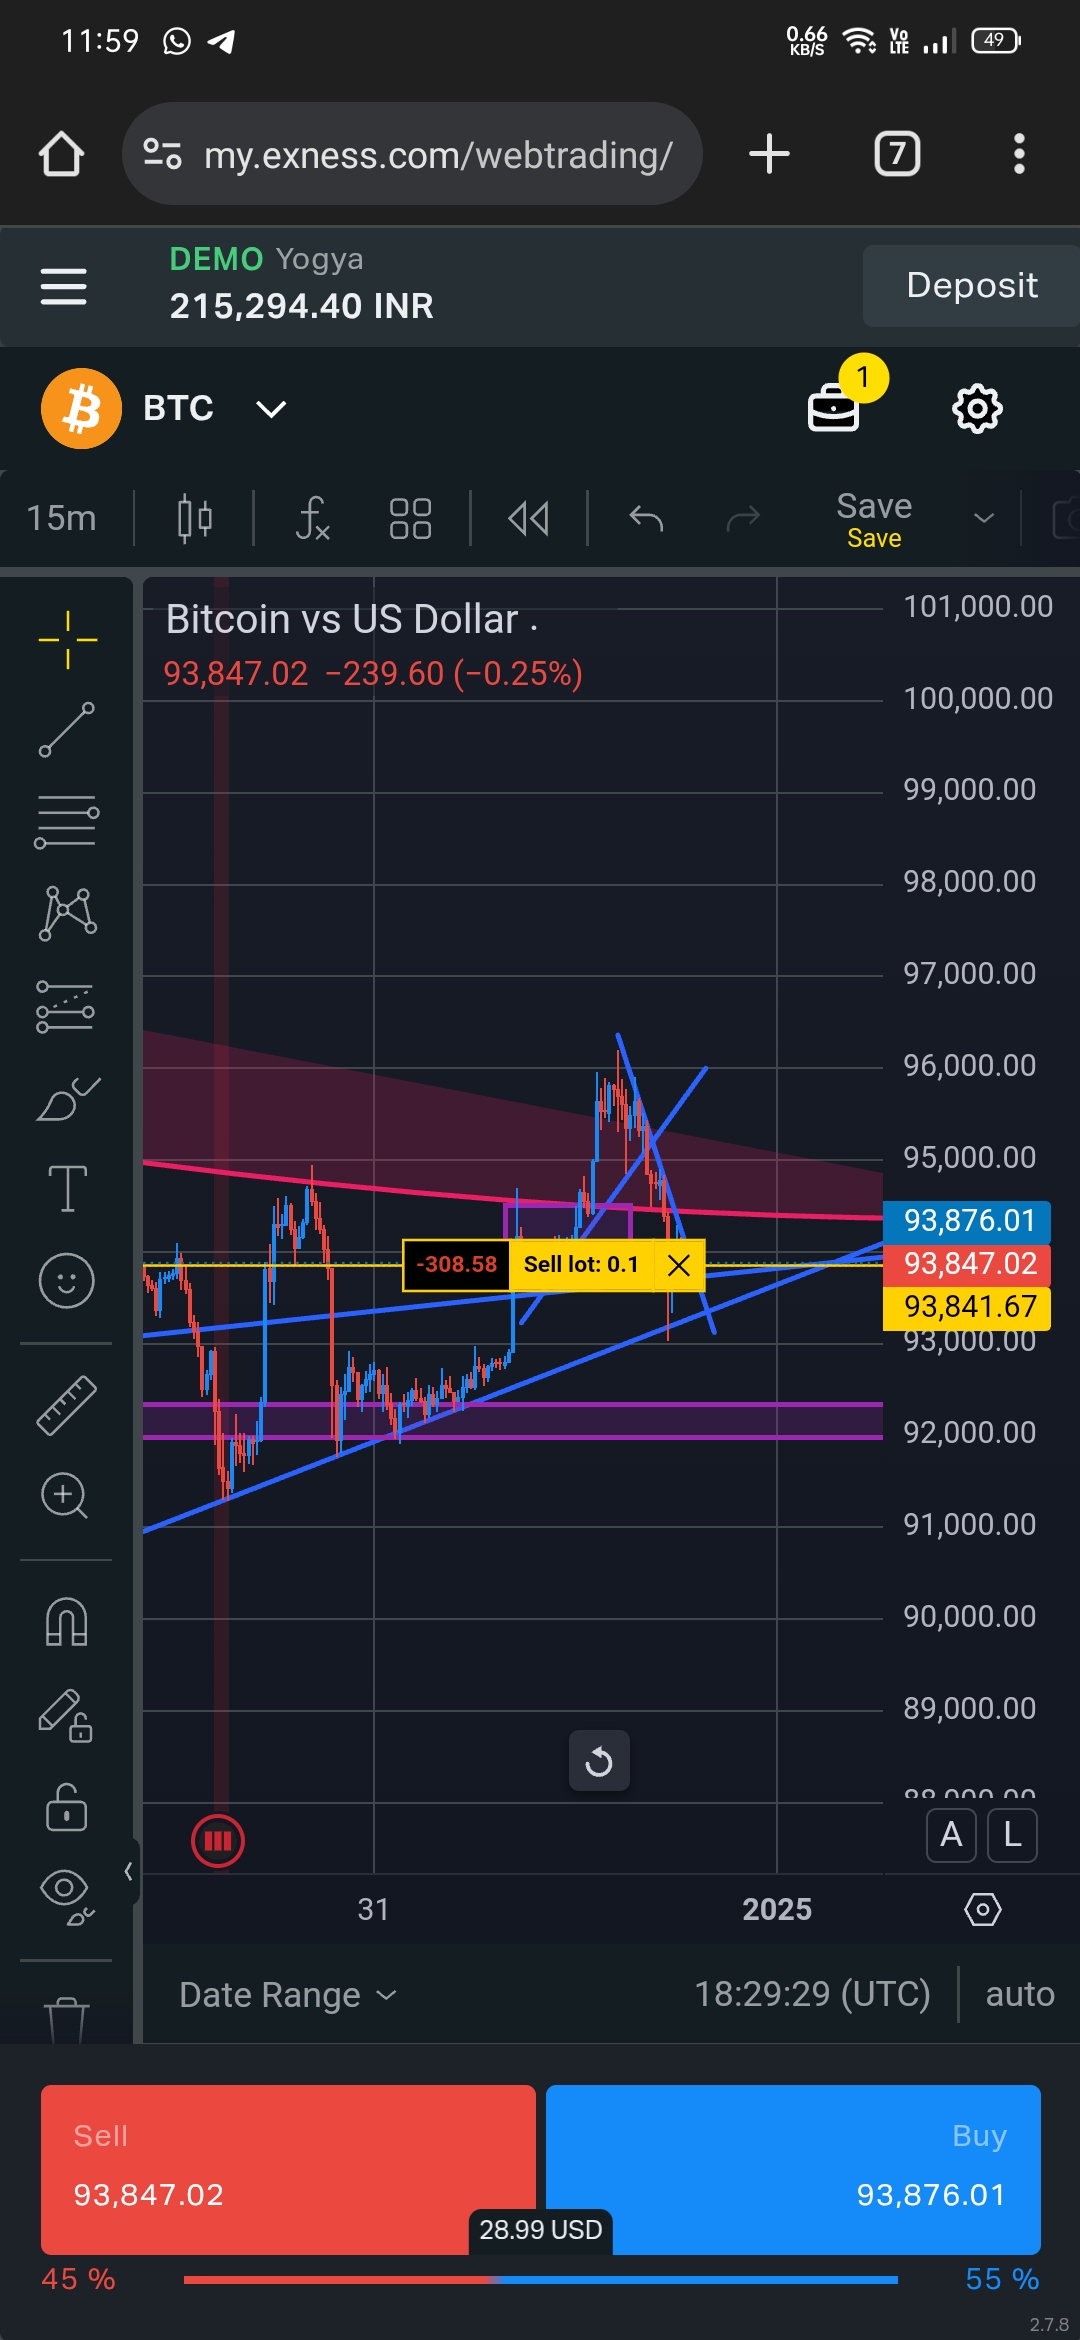 11:59
0.66 KB/S
Vo LTE
49
my.exness.com/webtrading/
7
DEMO Yogya
215,294.40 INR
Deposit
BTC
1
15m
Save
Save
Bitcoin vs US Dollar .
93,847.02 −239.60 (−0.25%)
101,000.00
100,000.00
99,000.00
98,000.00
97,000.00
96,000.00
95,000.00
93,876.01
-308.58 Sell lot: 0.1
93,847.02
93,841.67
93,000.00
92,000.00
91,000.00
90,000.00
89,000.00
88,000.00
A L
31 2025
Date Range
18:29:29 (UTC)
auto
Sell
Buy
93,847.02
93,876.01
28.99 USD
45 %
55 %
2.7.8